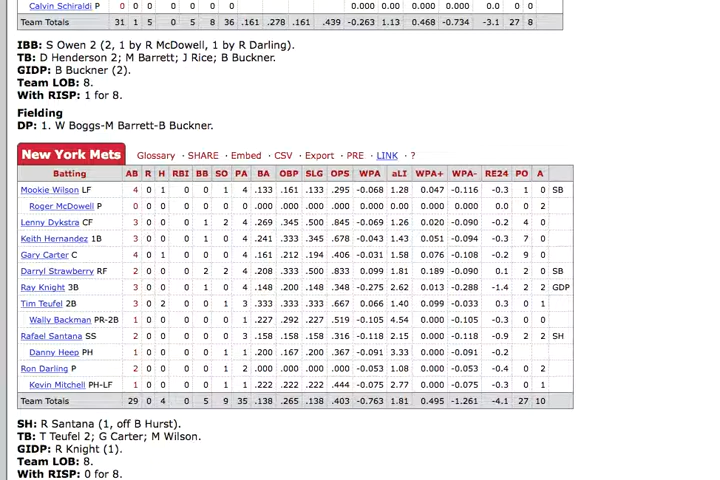 Calvin Schiraldi P 0 0 0 0 0 0 0 0.000 0.00 0.000 0.000 0.0 0 0
Team Totals 31 1 5 0 5 8 36 .161 .278 .161 .439 -0.263 1.13 0.468 -0.734 -3.1 27 8
IBB: S Owen 2 (2, 1 by R McDowell, 1 by R Darling).
TB: D Henderson 2; M Barrett; J Rice; B Buckner.
GIDP: B Buckner (2).
Team LOB: 8.
With RISP: 1 for 8.
Fielding
DP: 1. W Boggs-M Barrett-B Buckner.
New York Mets Glossary · SHARE · Embed · CSV · Export · PRE · LINK · ?
Batting AB R H RBI BB SO PA BA OBP SLG OPS WPA aLI WPA+ WPA- RE24 PO A
Mookie Wilson LF 4 0 1 0 0 1 4 .133 .161 .133 .295 -0.068 1.28 0.047 -0.116 -0.3 1 0 SB
Roger McDowell P 0 0 0 0 0 0 0 .000 .000 .000 .000 0.000 0.00 0.000 0.000 0.0 0 2
Lenny Dykstra CF 3 0 0 0 1 2 4 .269 .345 .500 .845 -0.069 1.26 0.020 -0.090 -0.2 4 0
Keith Hernandez 1B 3 0 0 0 1 0 4 .241 .333 .345 .678 -0.043 1.43 0.051 -0.094 -0.3 7 0
Gary Carter C 4 0 1 0 0 0 4 .161 .212 .194 .406 -0.031 1.58 0.076 -0.108 -0.2 9 0
Darryl Strawberry RF 2 0 0 0 2 2 4 .208 .333 .500 .833 0.099 1.81 0.189 -0.090 0.1 2 0 SB
Ray Knight 3B 3 0 0 0 1 0 4 .148 .200 .148 .348 -0.275 2.62 0.013 -0.288 -1.4 2 2 GDP
Tim Teufel 2B 3 0 2 0 0 1 3 .333 .333 .333 .667 0.066 1.40 0.099 -0.033 0.3 0 1
Wally Backman PR-2B 1 0 0 0 0 1 1 .227 .292 .227 .519 -0.105 4.54 0.000 -0.105 -0.4 0 0
Rafael Santana SS 2 0 0 0 0 0 3 .158 .158 .158 .316 -0.118 2.15 0.000 -0.118 -0.9 2 2 SH
Danny Heep PH 1 0 0 0 0 1 1 .200 .167 .200 .367 -0.091 3.33 0.000 -0.091 -0.2
Ron Darling P 2 0 0 0 0 1 2 .000 .000 .000 .000 -0.053 1.08 0.000 -0.053 -0.4 0 2
Kevin Mitchell PH-LF 1 0 0 0 0 1 1 .222 .222 .222 .444 -0.075 2.77 0.000 -0.075 -0.3 0 1
Team Totals 29 0 4 0 5 9 35 .138 .265 .138 .403 -0.763 1.81 0.495 -1.261 -4.1 27 10
SH: R Santana (1, off B Hurst).
TB: T Teufel 2; G Carter; M Wilson.
GIDP: R Knight (1).
Team LOB: 8.
With RISP: 0 for 8.